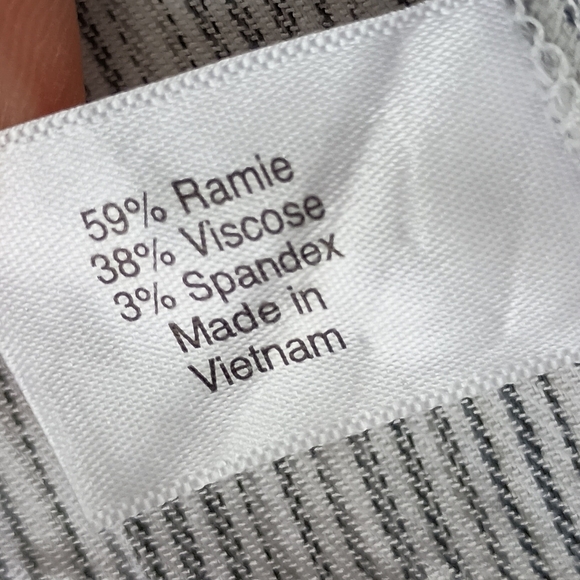 59% Ramie
38% Viscose
3% Spandex
Made in
Vietnam